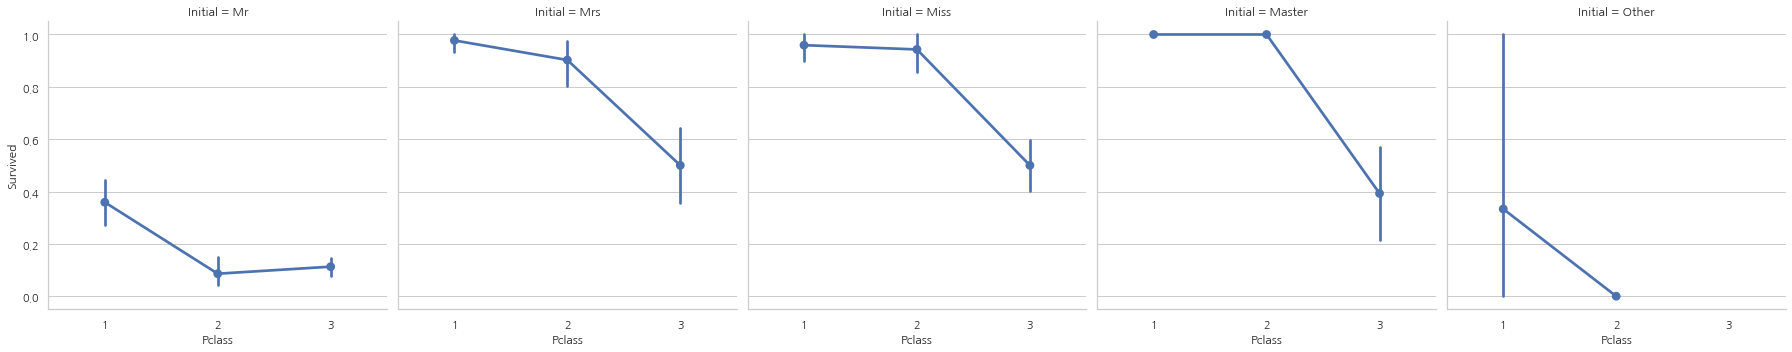 Initial = Mr
Initial = Mrs
Initial = Miss
Initial = Master
Initial = Other
Survived
1.0
0.8
0.6
0.4
0.2
0.0
1 2 3
1 2 3
1 2 3
1 2 3
1 2 3
Pclass
Pclass
Pclass
Pclass
Pclass